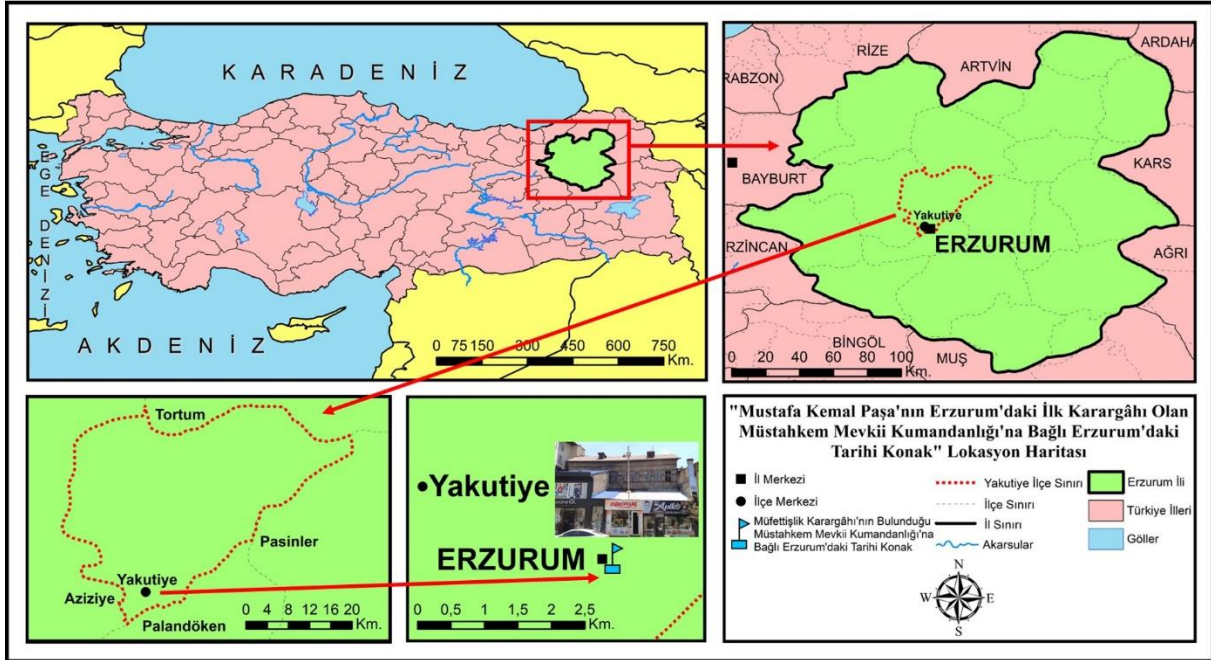 KARADENİZ
EGE DENİZİ
AKDENİZ
0 75 150 300 450 600 750
Km.
ARDAHA
RİZE
ARTVİN
RABZON
KARS
BAYBURT
Yakutiye
ERZURUM
RZİNCAN
AĞRI
BİNGÖL
MUŞ
0 20 40 60 80 100
Km.
Tortum
Pasinler
Yakutiye
Aziziye
Palandöken
0 4 8 12 16 20
Km.
Yakutiye
ERZURUM
0 0,5 1 1,5 2 2,5
Km.
"Mustafa Kemal Paşa'nın Erzurum'daki İlk Karargâhı Olan
Müstahkem Mevkii Kumandanlığı'na Bağlı Erzurum'daki
Tarihi Konak" Lokasyon Haritası
İl Merkezi
İlçe Merkezi
Müfettişlik Karargâhı'nın Bulunduğu
Müstahkem Mevkii Kumandanlığı'na
Bağlı Erzurum'daki Tarihi Konak
Yakutiye İlçe Sınırı
İlçe Sınırı
İl Sınırı
Akarsular
Erzurum İli
Türkiye İlleri
Göller
N
W E
S